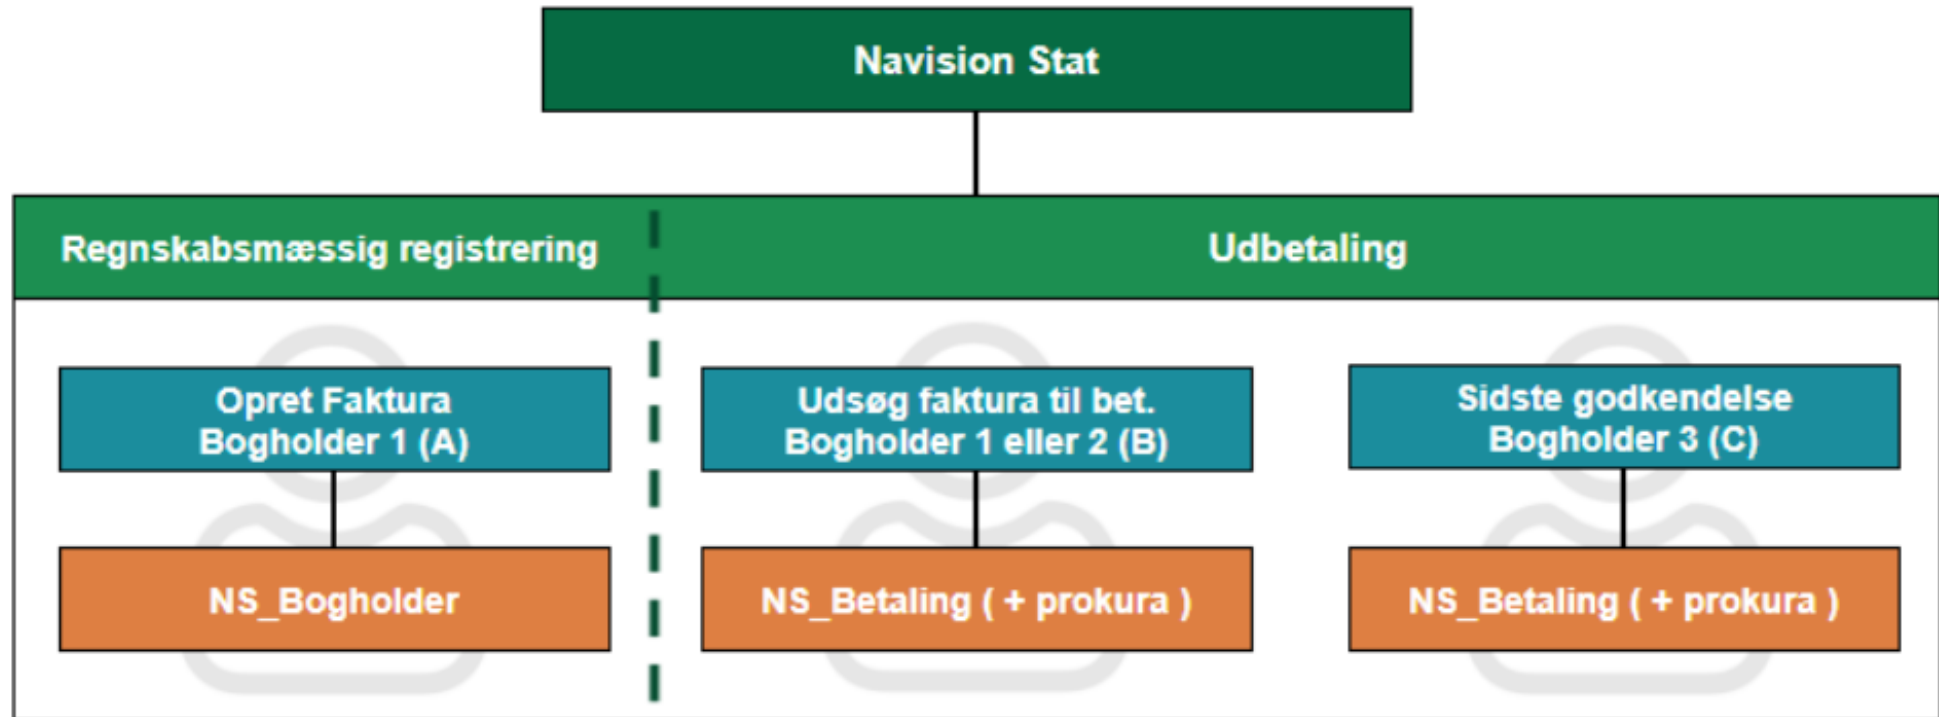 Navision Stat
Regnskabsmæssig registrering
Udbetaling
Opret Faktura
Bogholder 1 (A)
NS_Bogholder
Udsøg faktura til bet.
Bogholder 1 eller 2 (B)
NS_Betaling ( + prokura )
Sidste godkendelse
Bogholder 3 (C)
NS_Betaling ( + prokura )